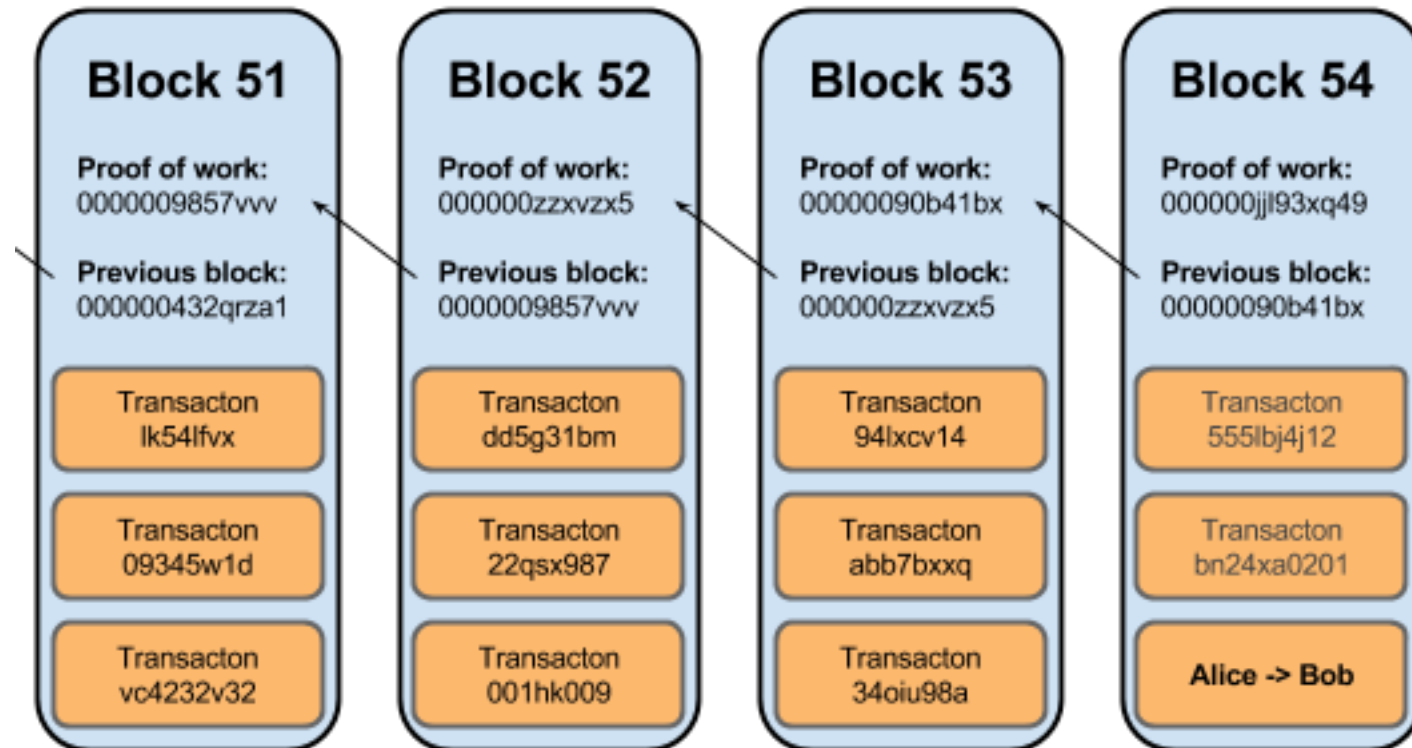 Block 51
Proof of work:
0000009857vvv
Previous block:
000000432qrza1
Transacton
lk54lfvx
Transacton
09345w1d
Transacton
vc4232v32
Block 52
Proof of work:
000000zzxvzx5
Previous block:
0000009857vvv
Transacton
dd5g31bm
Transacton
22qsx987
Transacton
001hk009
Block 53
Proof of work:
00000090b41bx
Previous block:
000000zzxvzx5
Transacton
94lxcv14
Transacton
abb7bxxq
Transacton
34oiu98a
Block 54
Proof of work:
000000jjl93xq49
Previous block:
00000090b41bx
Transacton
555lbj4j12
Transacton
bn24xa0201
Alice -> Bob